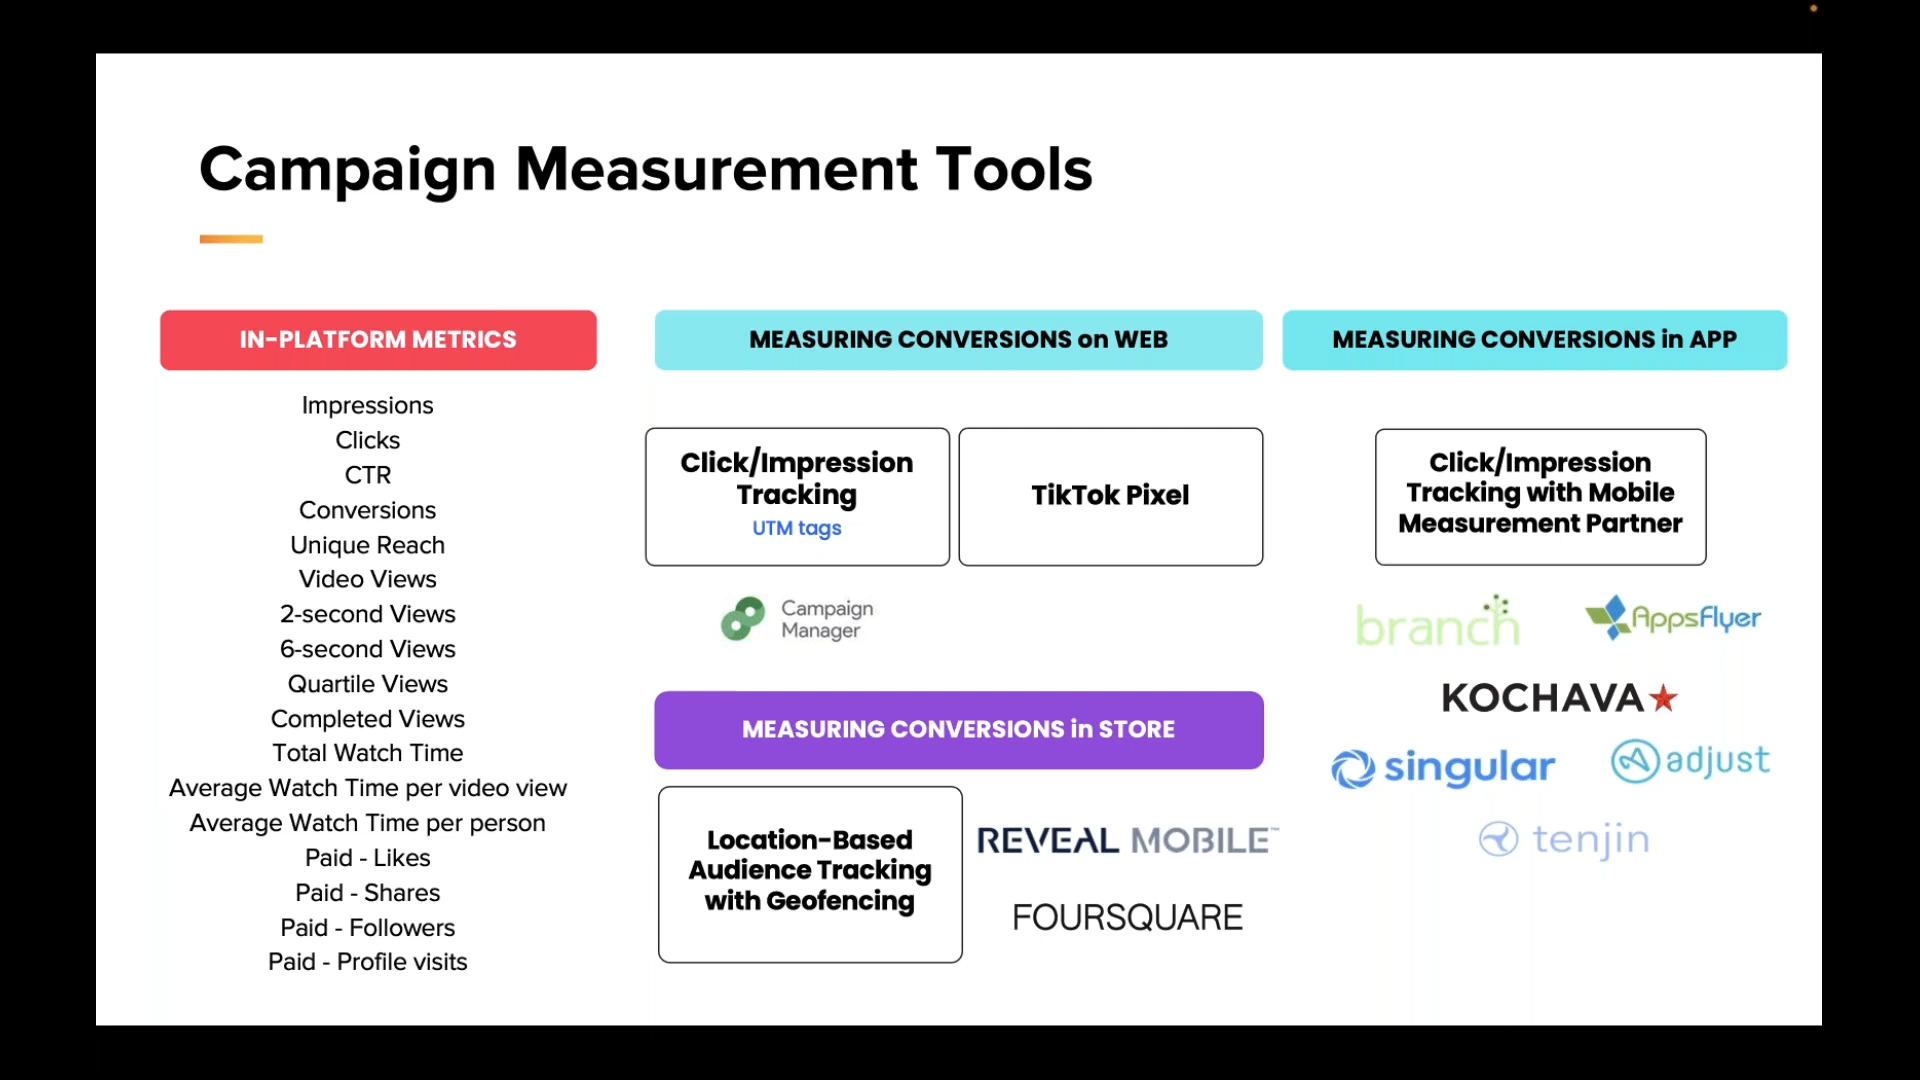 Campaign Measurement Tools
IN-PLATFORM METRICS
Impressions
Clicks
CTR
Conversions
Unique Reach
Video Views
2-second Views
6-second Views
Quartile Views
Completed Views
Total Watch Time
Average Watch Time per video view
Average Watch Time per person
Paid - Likes
Paid - Shares
Paid - Followers
Paid - Profile visits
MEASURING CONVERSIONS on WEB
Click/Impression
Tracking
UTM tags
TikTok Pixel
Campaign
Manager
MEASURING CONVERSIONS in STORE
Location-Based
Audience Tracking
with Geofencing
REVEAL MOBILE™
FOURSQUARE
MEASURING CONVERSIONS in APP
Click/Impression
Tracking with Mobile
Measurement Partner
branch
AppsFlyer
KOCHAVA
singular
adjust
tenjin